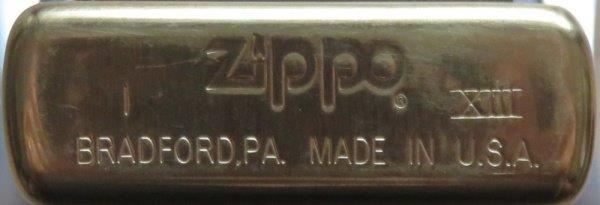 Zippo ®
I XIII
BRADFORD, PA. MADE IN U.S.A.